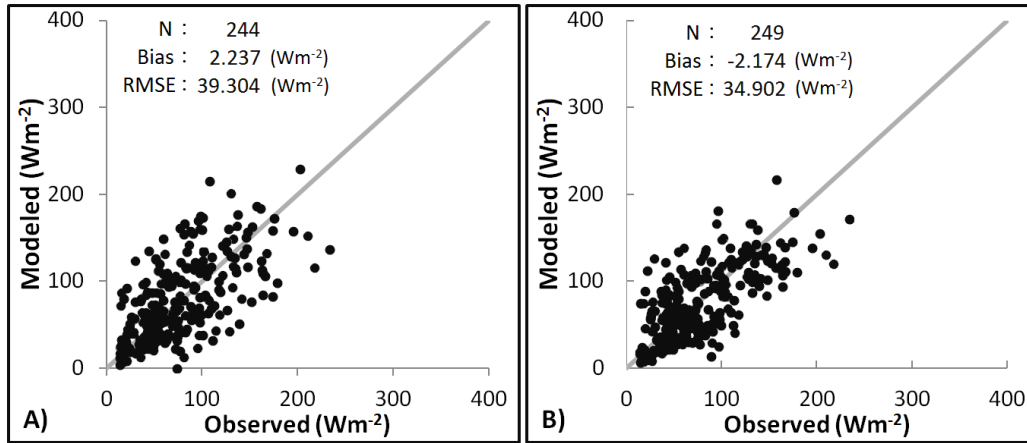 400
300
200
100
0
Modeled (Wm-2)
N : 244
Bias : 2.237 (Wm-2)
RMSE : 39.304 (Wm-2)
0 100 200 300 400
A) Observed (Wm-2)
400
300
200
100
0
Modeled (Wm-2)
N : 249
Bias : -2.174 (Wm-2)
RMSE : 34.902 (Wm-2)
0 100 200 300 400
B) Observed (Wm-2)